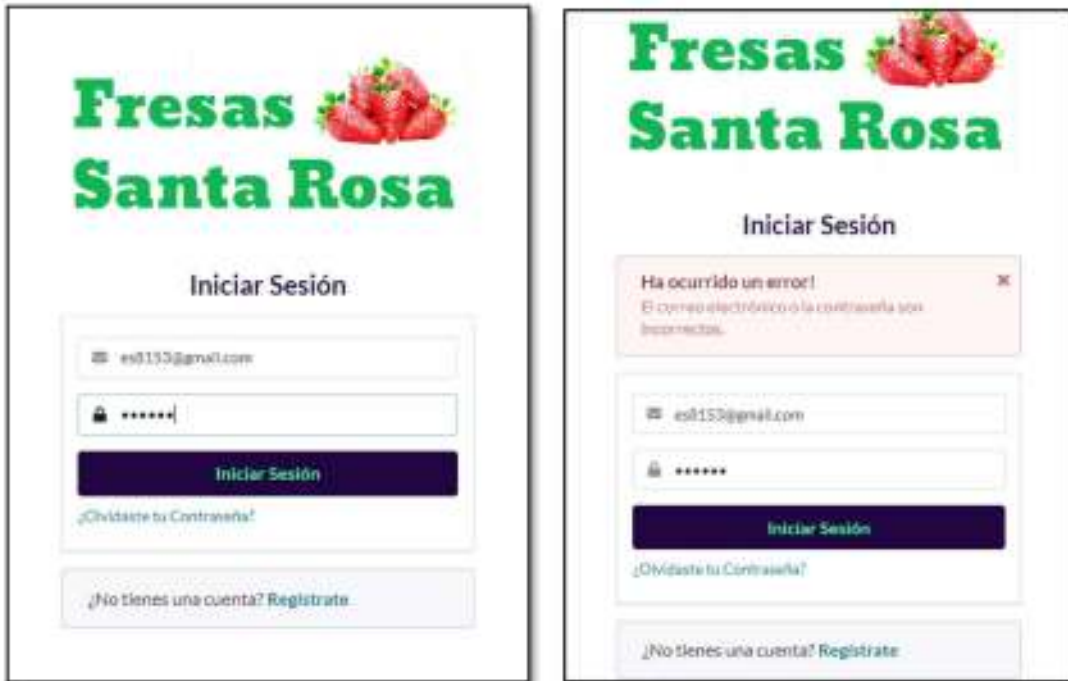 Fresas
Santa Rosa
Iniciar Sesión
es8153@gmail.com
••••••
Iniciar Sesión
¿Olvidaste tu Contraseña?
¿No tienes una cuenta? Regístrate
Fresas
Santa Rosa
Iniciar Sesión
Ha ocurrido un error!
El correo electrónico o la contraseña son
incorrectos.
es8153@gmail.com
••••••
Iniciar Sesión
¿Olvidaste tu Contraseña?
¿No tienes una cuenta? Regístrate